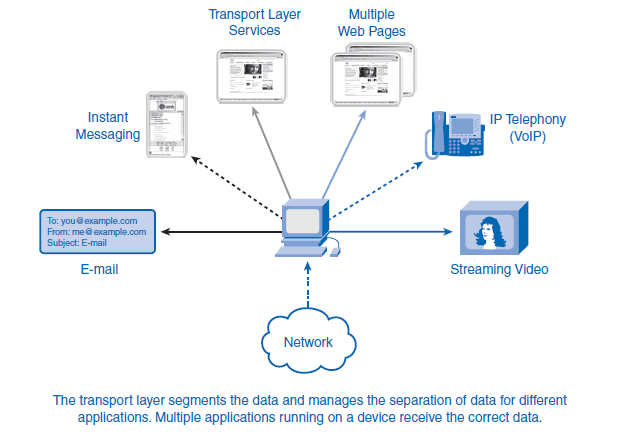 Transport Layer
Services
Multiple
Web Pages
Instant
Messaging
IP Telephony
(VoIP)
To: you@example.com
From: me@example.com
Subject: E-mail
E-mail
Streaming Video
Network
The transport layer segments the data and manages the separation of data for different
applications. Multiple applications running on a device receive the correct data.